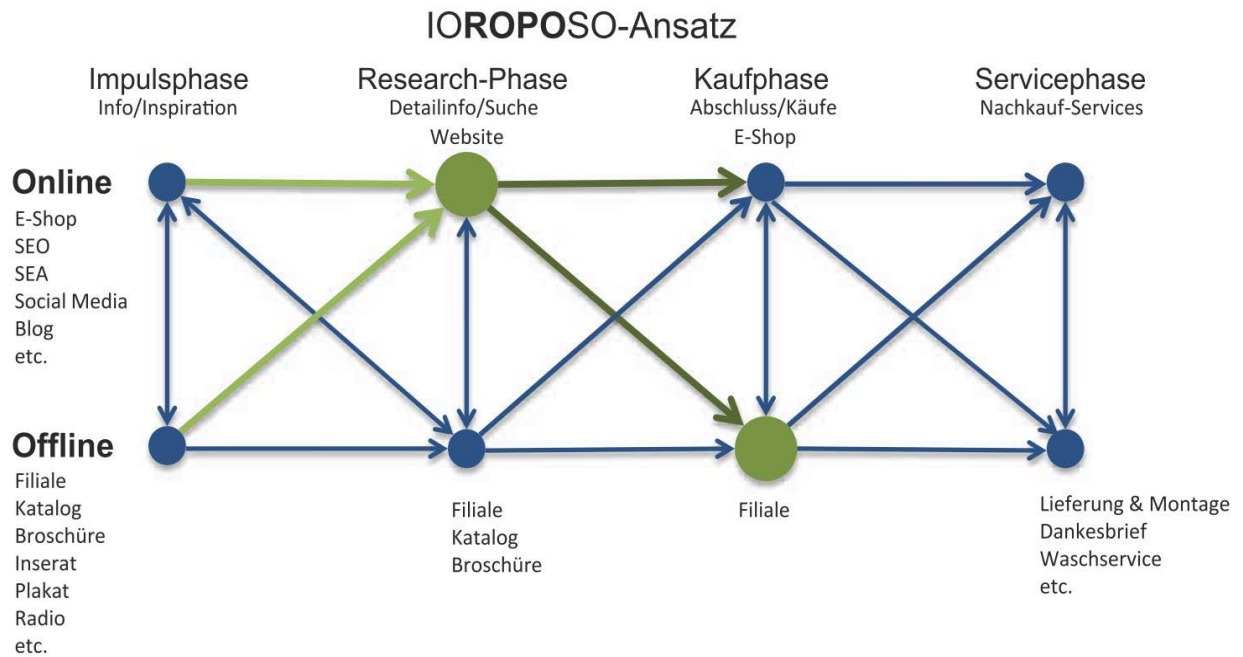 IOROPOSO-Ansatz
Impulsphase
Info/Inspiration
Research-Phase
Detailinfo/Suche
Website
Kaufphase
Abschluss/Käufe
E-Shop
Servicephase
Nachkauf-Services
Online
E-Shop
SEO
SEA
Social Media
Blog
etc.
Offline
Filiale
Katalog
Broschüre
Inserat
Plakat
Radio
etc.
Filiale
Katalog
Broschüre
Filiale
Lieferung & Montage
Dankesbrief
Waschservice
etc.